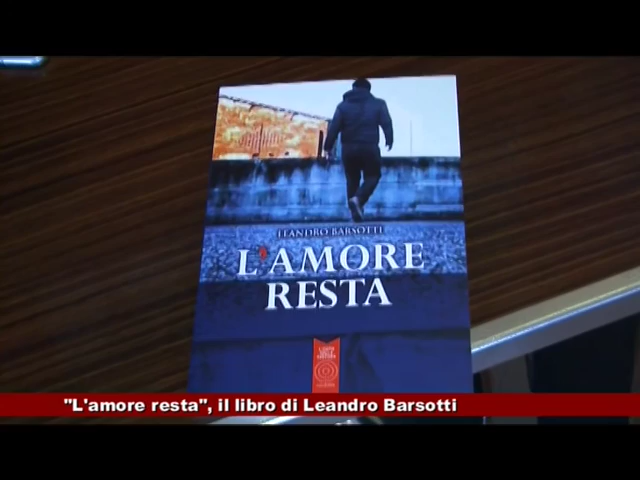 LEANDRO BARSOTTI
L'AMORE
RESTA
"L'amore resta", il libro di Leandro Barsotti